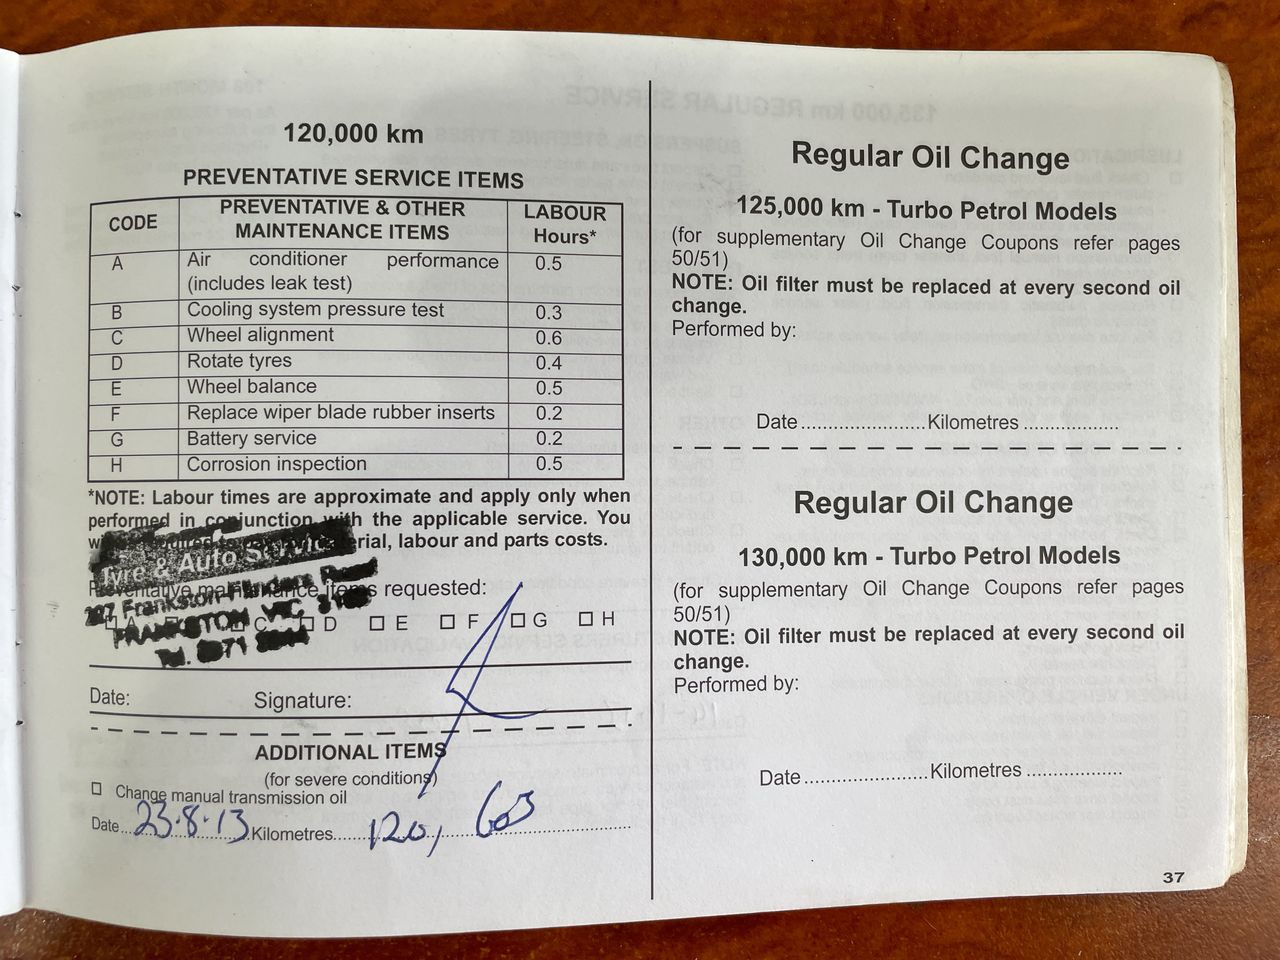 120,000 km
PREVENTATIVE SERVICE ITEMS
CODE PREVENTATIVE & OTHER MAINTENANCE ITEMS LABOUR Hours*
A Air conditioner performance (includes leak test) 0.5
B Cooling system pressure test 0.3
C Wheel alignment 0.6
D Rotate tyres 0.4
E Wheel balance 0.5
F Replace wiper blade rubber inserts 0.2
G Battery service 0.2
H Corrosion inspection 0.5
*NOTE: Labour times are approximate and apply only when
performed in conjunction with the applicable service. You
material, labour and parts costs.
Tyre & Auto Service
Preventative maintenance items requested:
Frankston
FRANKSTON VIC
Tel.
A C D E F G H
Date: Signature:
ADDITIONAL ITEMS
(for severe conditions)
Change manual transmission oil
Date...23.8.13...Kilometres...120,603
Regular Oil Change
125,000 km - Turbo Petrol Models
(for supplementary Oil Change Coupons refer pages
50/51)
NOTE: Oil filter must be replaced at every second oil
change.
Performed by:
Date.......................Kilometres.................
Regular Oil Change
130,000 km - Turbo Petrol Models
(for supplementary Oil Change Coupons refer pages
50/51)
NOTE: Oil filter must be replaced at every second oil
change.
Performed by:
Date.......................Kilometres.................
37